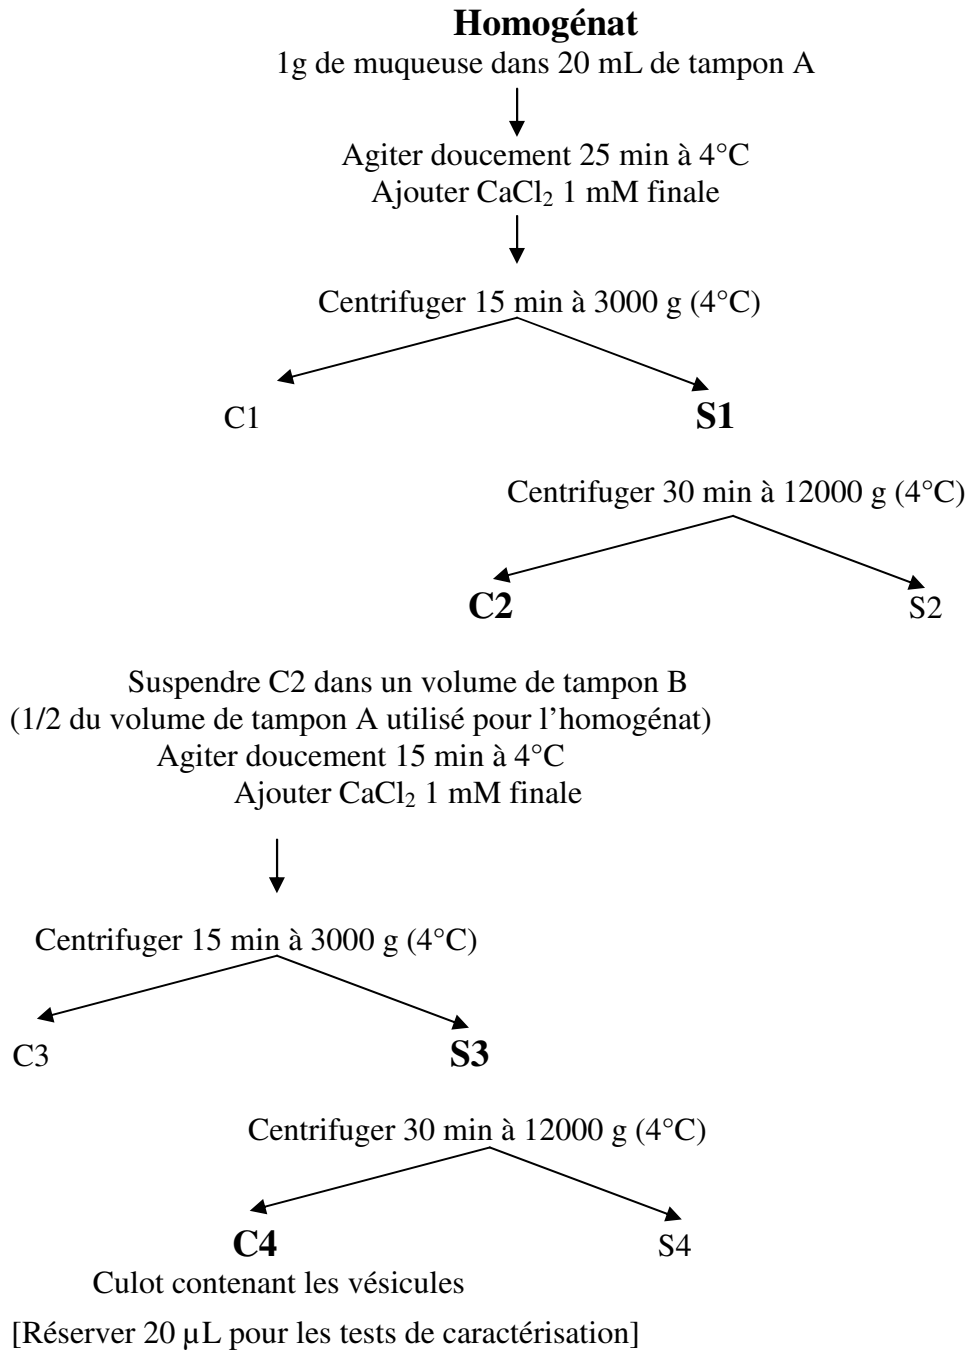 Homogénat
1g de muqueuse dans 20 mL de tampon A
Agiter doucement 25 min à 4°C
Ajouter CaCl₂ 1 mM finale
Centrifuger 15 min à 3000 g (4°C)
C1
S1
Centrifuger 30 min à 12000 g (4°C)
C2
S2
Suspendre C2 dans un volume de tampon B
(1/2 du volume de tampon A utilisé pour l'homogénat)
Agiter doucement 15 min à 4°C
Ajouter CaCl₂ 1 mM finale
Centrifuger 15 min à 3000 g (4°C)
C3
S3
Centrifuger 30 min à 12000 g (4°C)
C4
S4
Culot contenant les vésicules
[Réserver 20 µL pour les tests de caractérisation]